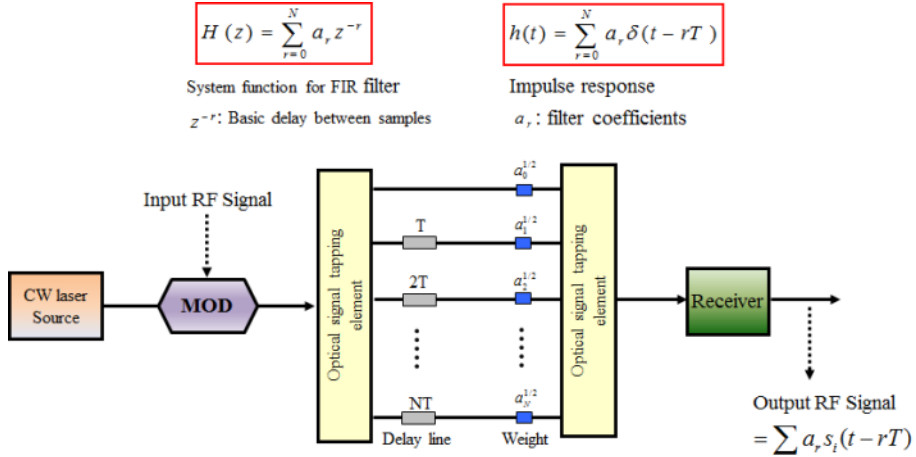 H (z) = ∑_{r=0}^{N} a_r z^{-r}
h(t) = ∑_{r=0}^{N} a_r δ(t − rT )
System function for FIR filter
z^{-r}: Basic delay between samples
Impulse response
a_r: filter coefficients
Input RF Signal
CW laser
Source
MOD
Optical signal tapping
element
T
2T
NT
Delay line
a_0^{1/2}
a_1^{1/2}
a_2^{1/2}
a_N^{1/2}
Weight
Optical signal tapping
element
Receiver
Output RF Signal
= ∑ a_r s_i(t − rT)